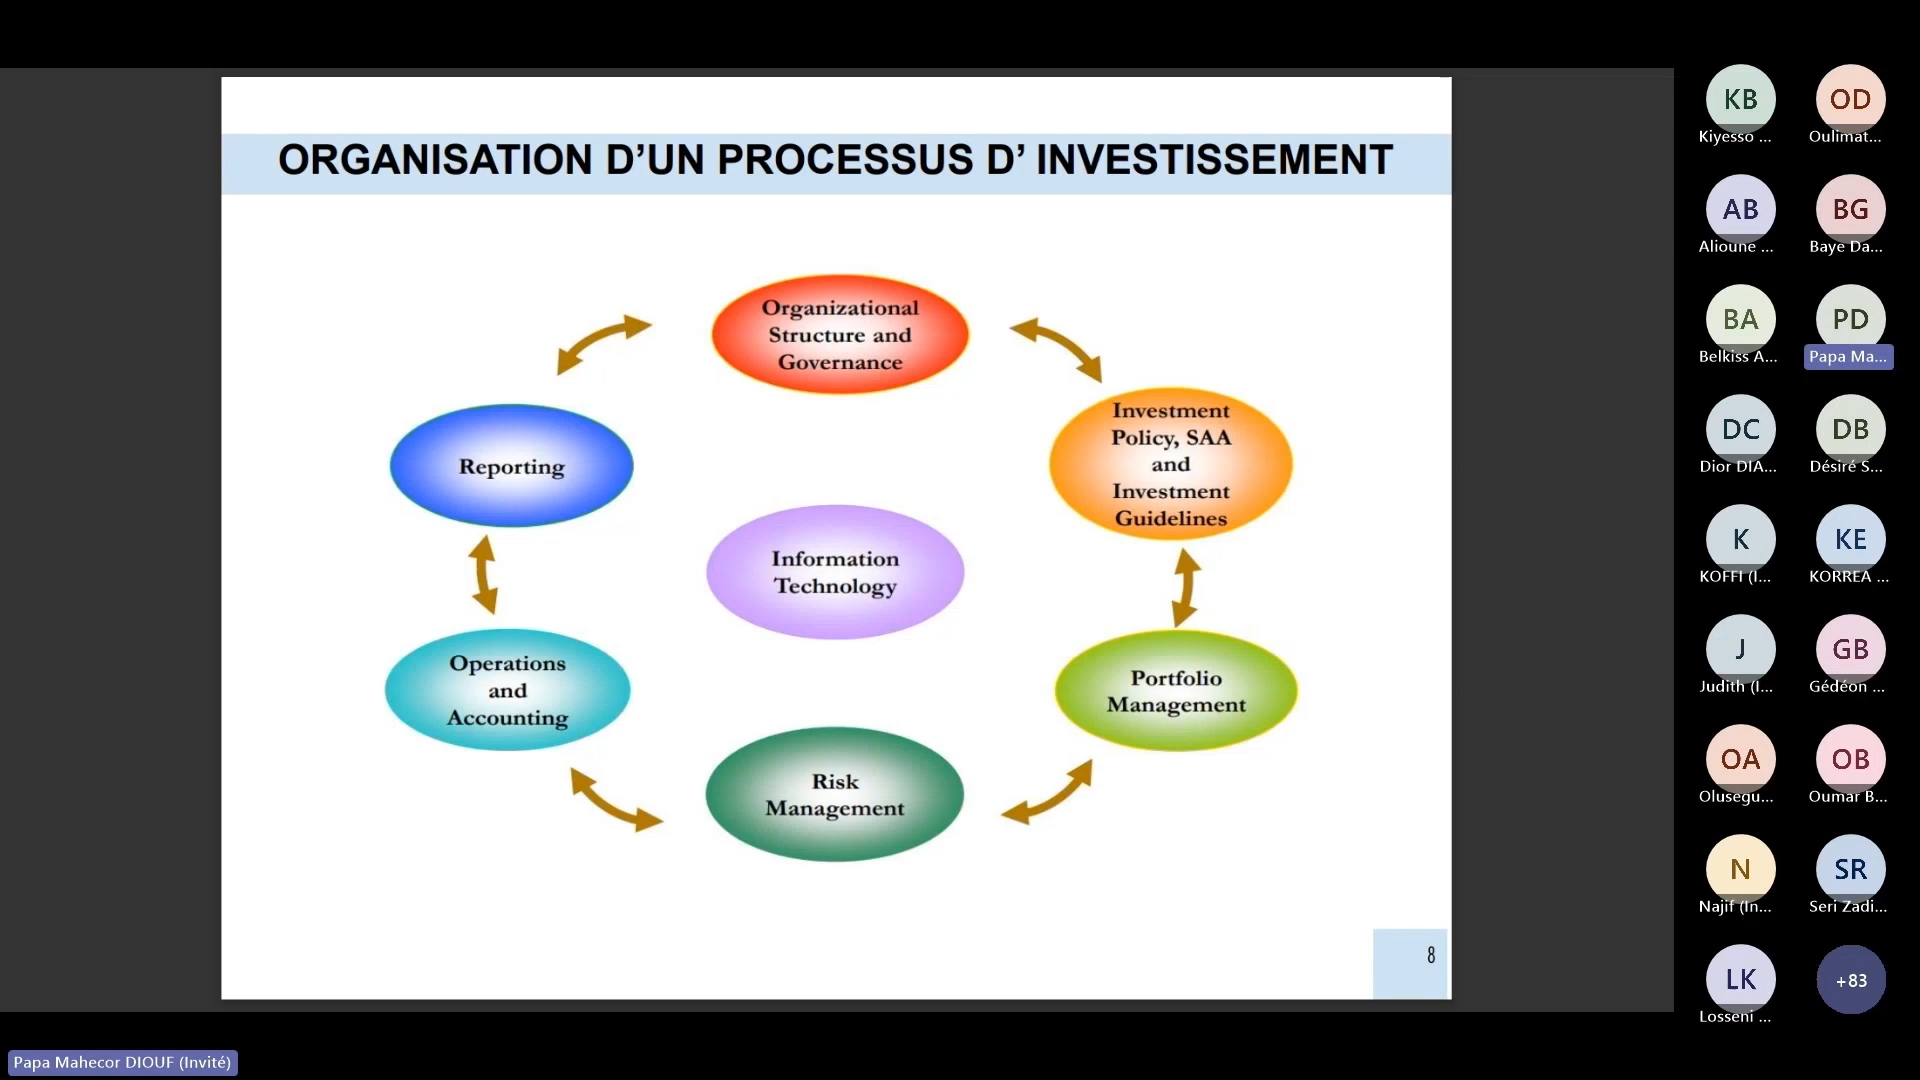 ORGANISATION D’UN PROCESSUS D’ INVESTISSEMENT
Organizational
Structure and
Governance
Investment
Policy, SAA
and
Investment
Guidelines
Reporting
Information
Technology
Operations
and
Accounting
Portfolio
Management
Risk
Management
8
KB
Kiyesso ...
OD
Oulimat...
AB
Alioune ...
BG
Baye Da...
BA
Belkiss A...
PD
Papa Ma...
DC
Dior DIA...
DB
Désiré S...
K
KOFFI (I...
KE
KORREA ...
J
Judith (I...
GB
Gédéon ...
OA
Olusegu...
OB
Oumar B...
N
Najif (In...
SR
Seri Zadi...
LK
Losseni ...
+83
Papa Mahecor DIOUF (Invité)